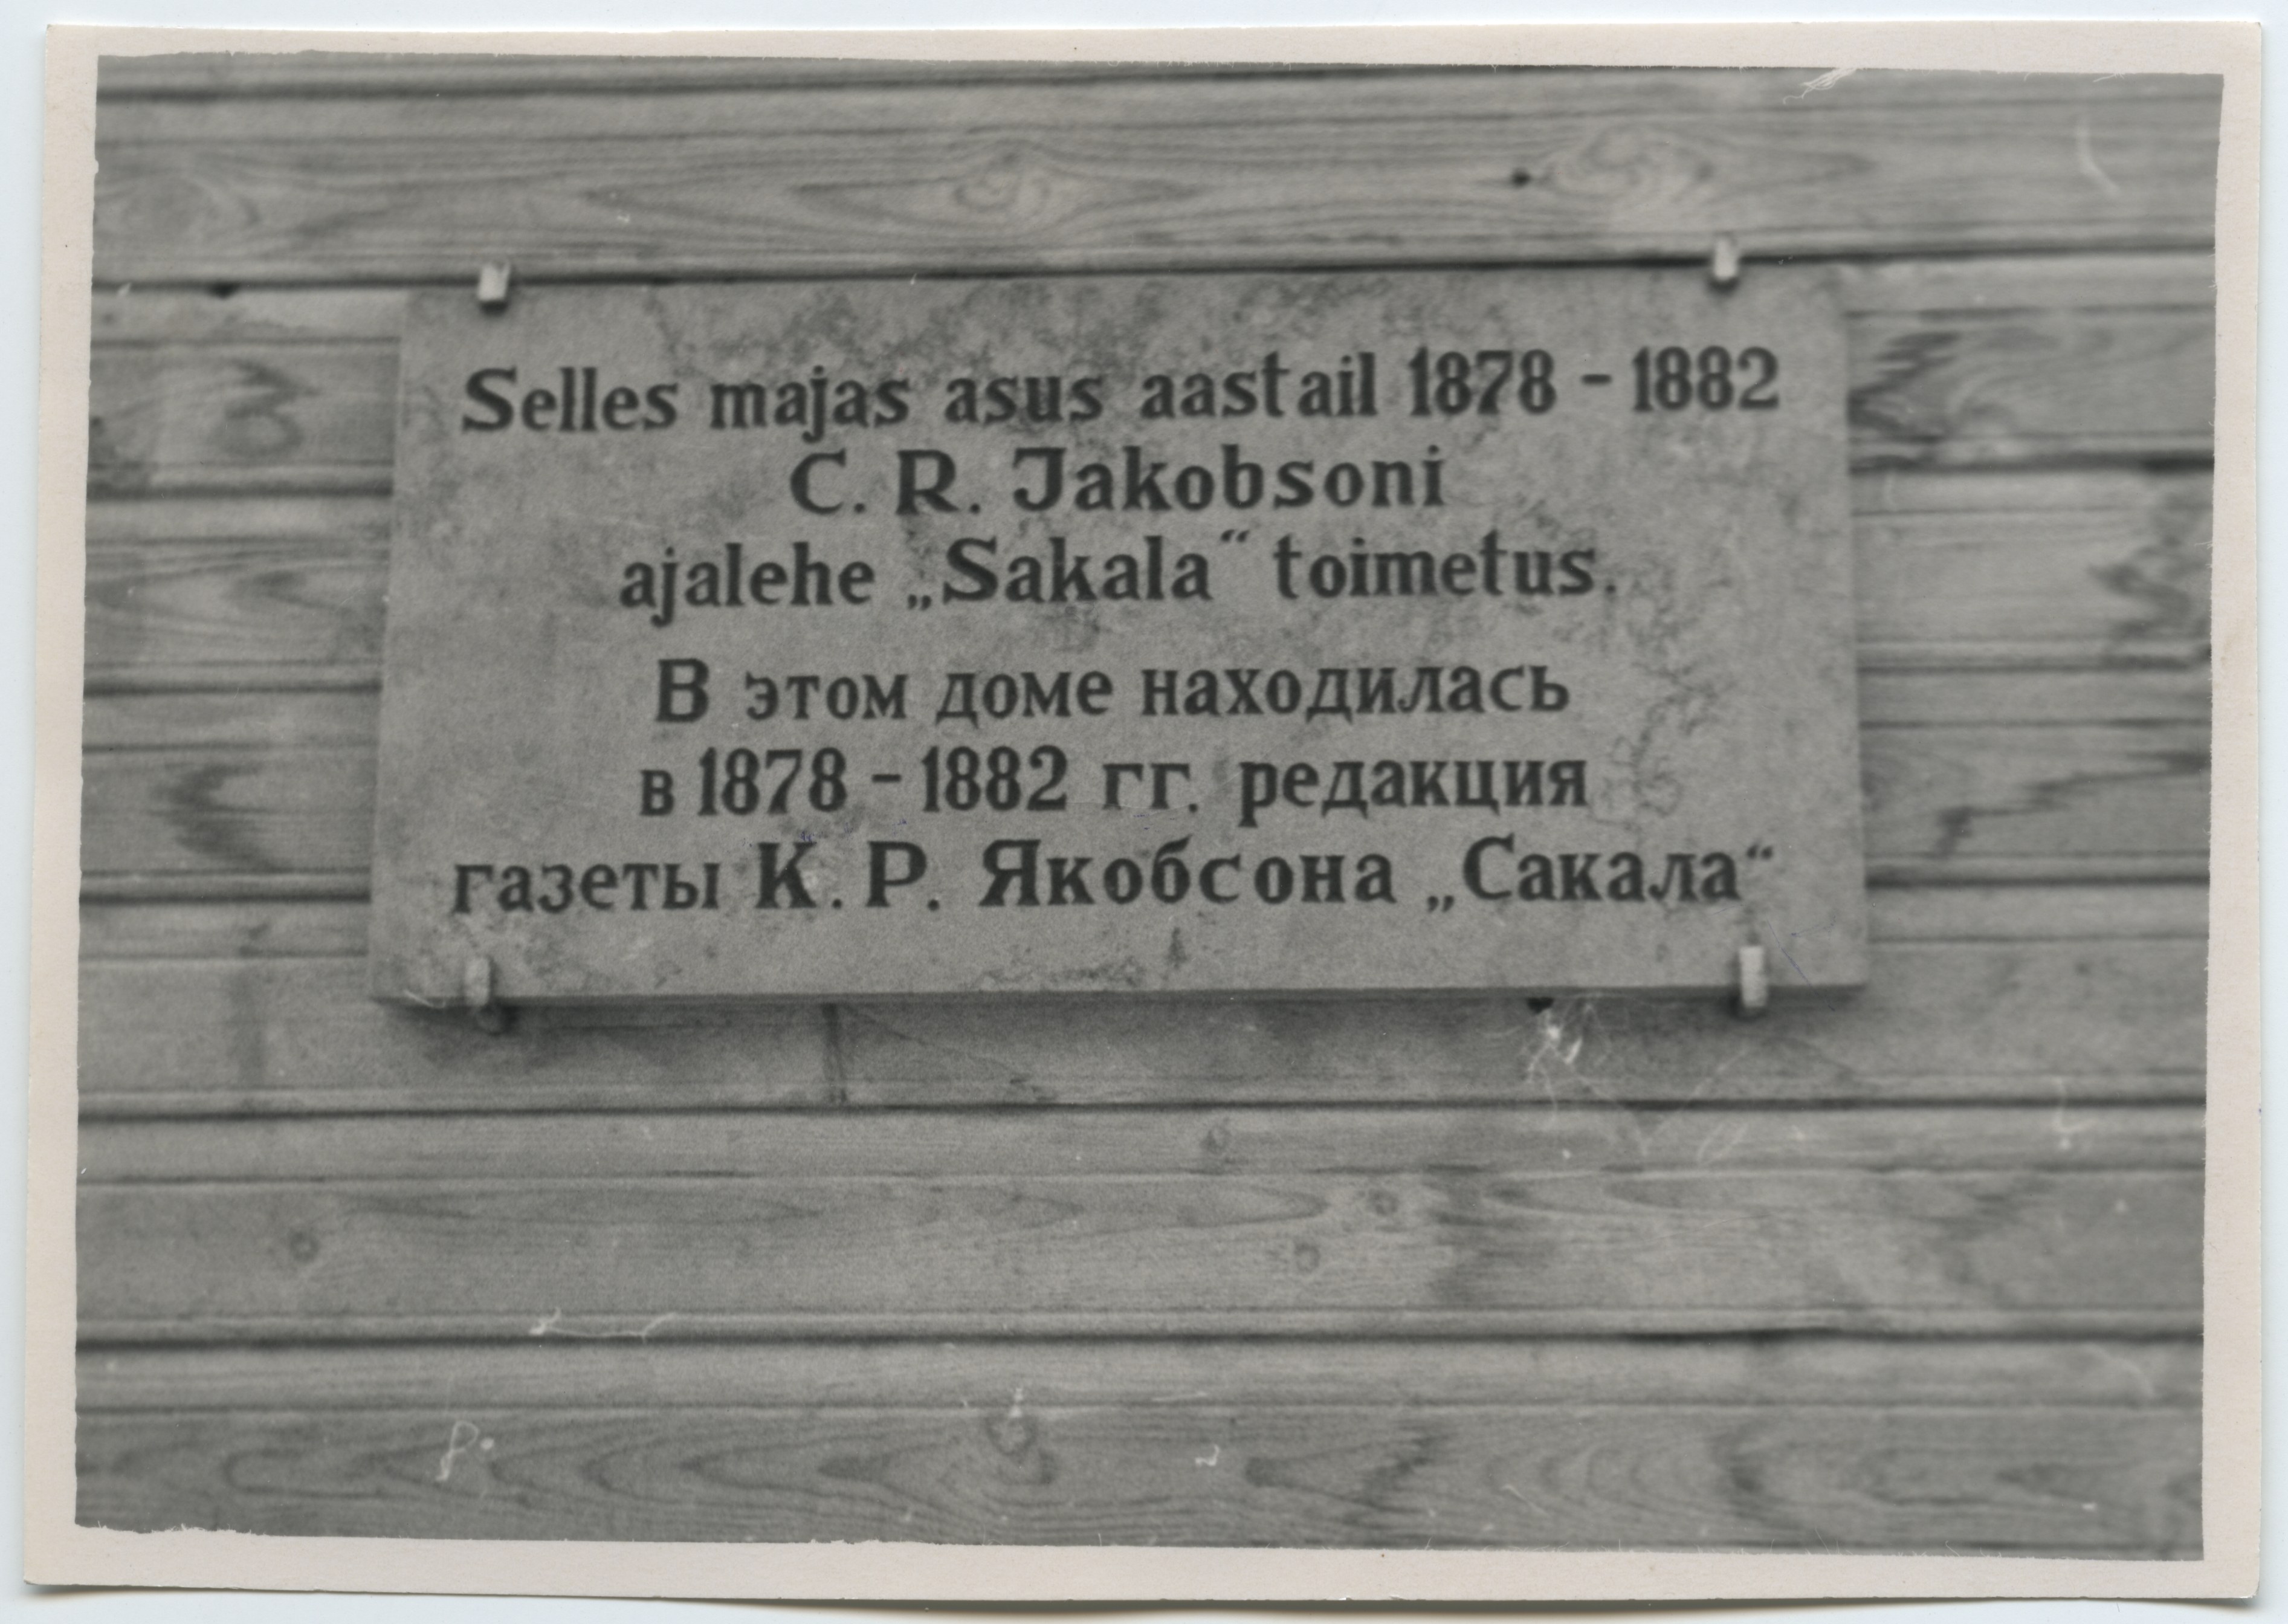 Selles majas asus aastail 1878 - 1882
C. R. Jakobsoni
ajalehe „Sakala“ toimetus.
В этом доме находилась
в 1878 - 1882 гг. редакция
газеты К. Р. Якобсона „Сакала“